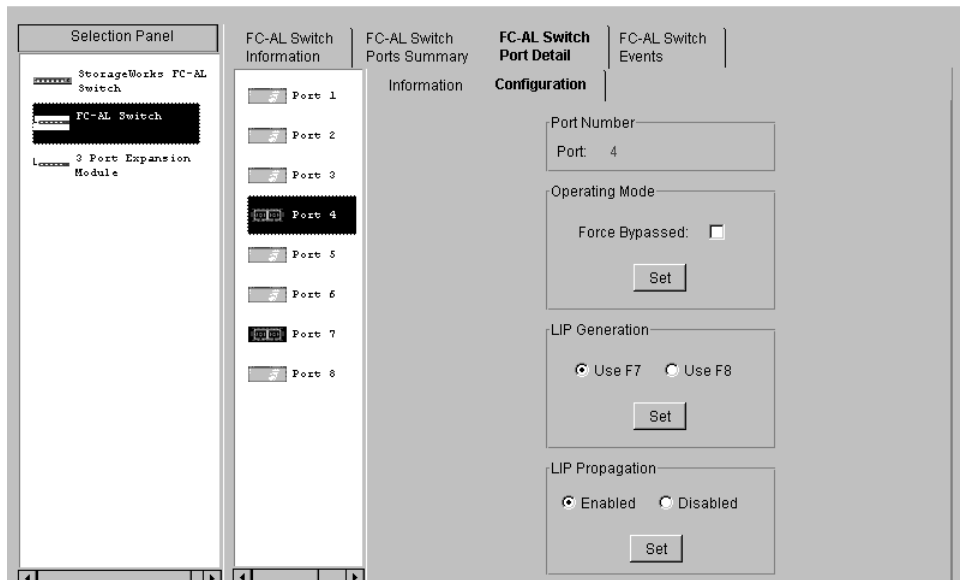 Selection Panel
StorageWorks FC-AL
Switch
FC-AL Switch
3 Port Expansion
Module
FC-AL Switch
Information
FC-AL Switch
Ports Summary
FC-AL Switch
Port Detail
FC-AL Switch
Events
Port 1
Port 2
Port 3
Port 4
Port 5
Port 6
Port 7
Port 8
Information
Configuration
Port Number
Port: 4
Operating Mode
Force Bypassed:
Set
LIP Generation
Use F7 Use F8
Set
LIP Propagation
Enabled Disabled
Set